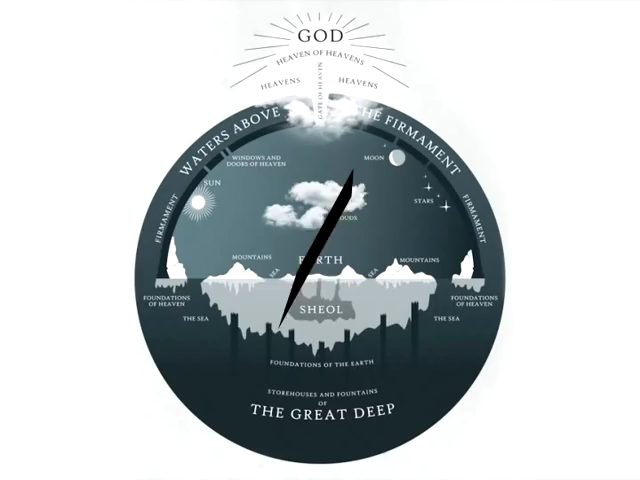 GOD
HEAVEN OF HEAVENS
HEAVENS
HEAVENS
GATE OF HEAVEN
WATERS ABOVE
THE FIRMAMENT
WINDOWS AND
DOORS OF HEAVEN
MOON
SUN
STARS
FIRMAMENT
FIRMAMENT
MOUNTAINS
MOUNTAINS
SEA
SEA
FOUNDATIONS
OF HEAVEN
FOUNDATIONS
OF HEAVEN
SHEOL
THE SEA
THE SEA
FOUNDATIONS OF THE EARTH
STOREHOUSES AND FOUNTAINS
OF
THE GREAT DEEP